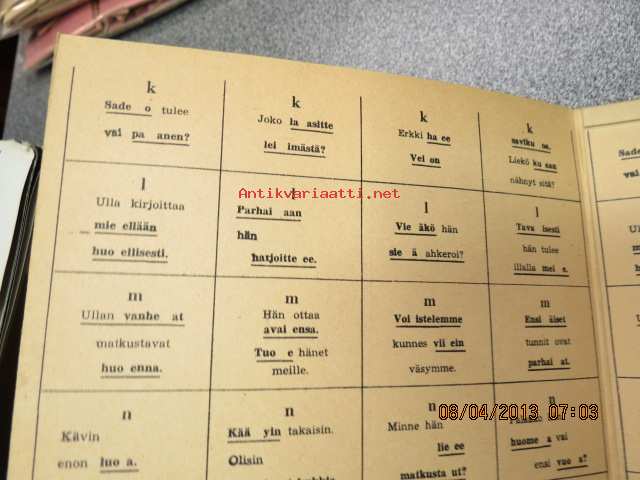 k
Sade o tulee
vai pa anen?
k
Joko la asitte
lei imästä?
k
Erkki ha ee
Vei on
k
saviku oa.
Liekö ku aan
nähnyt sitä?
l
Ulla kirjoittaa
mie ellään
huo ellisesti.
Antikvariaatti.net
l
Parhai aan
hän
harjoitte ee.
l
Vie äkö hän
sie ä ahkeroi?
l
Tava isesti
hän tulee
illalla mei e.
m
Ullan vanhe at
matkustavat
huo enna.
m
Hän ottaa
avai ensa.
Tuo e hänet
meille.
m
Voi istelemme
kunnes vii ein
väsymme.
m
Ensi äiset
tunnit ovat
parhai at.
n
Kävin
enon luo a.
n
Kää yin takaisin.
Olisin
n
Minne hän
lie ee
matkusta ut?
n
huome a vai
ensi vuo a?
08/04/2013 07:03
Sade
vai